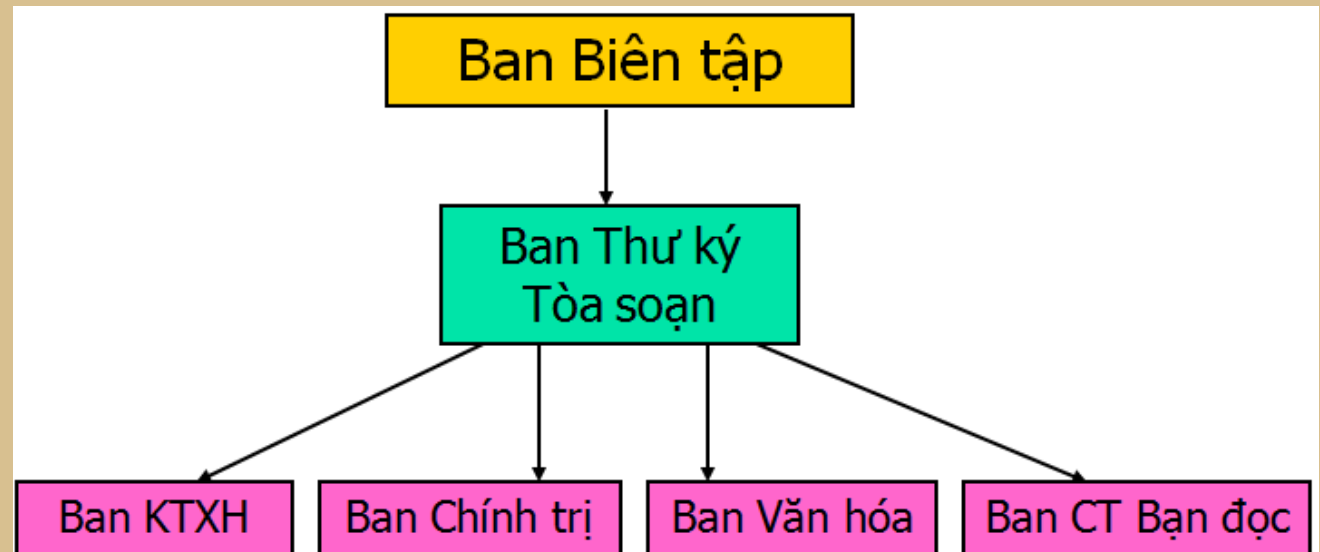 Ban Biên tập
Ban Thư ký
Tòa soạn
Ban KTXH
Ban Chính trị
Ban Văn hóa
Ban CT Bạn đọc